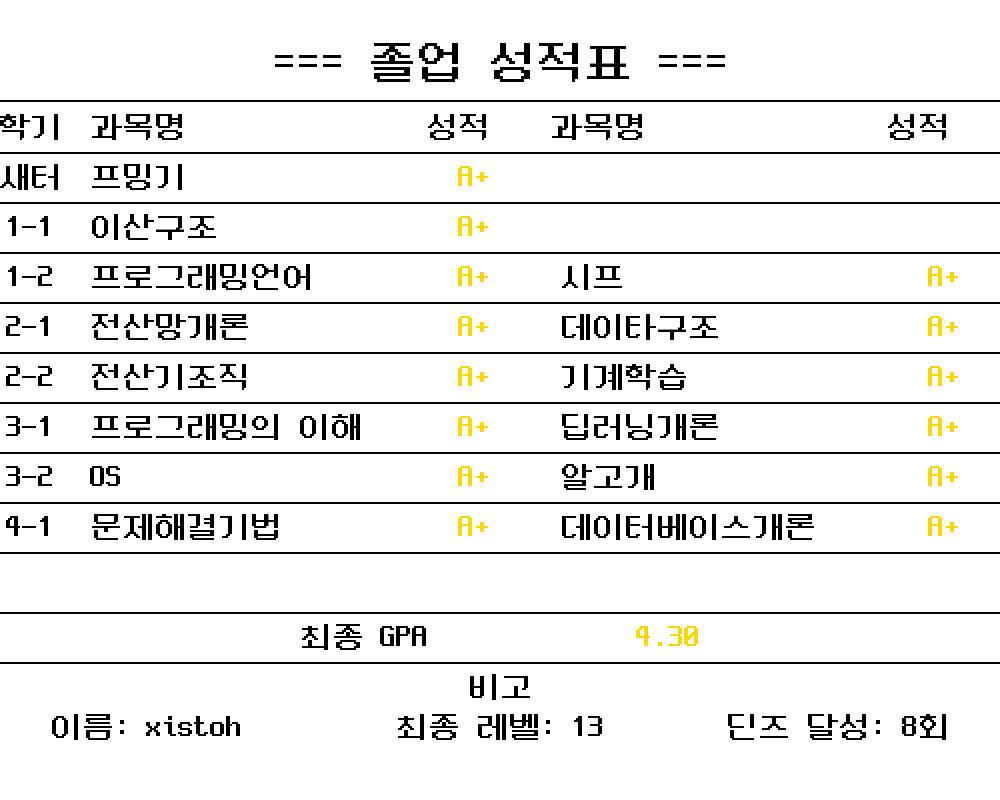 === 졸업 성적표 ===
학기 과목명 성적 과목명 성적
새터 프밍기 A+
1-1 이산구조 A+
1-2 프로그래밍언어 A+ 시프 A+
2-1 전산망개론 A+ 데이타구조 A+
2-2 전산기조직 A+ 기계학습 A+
3-1 프로그래밍의 이해 A+ 딥러닝개론 A+
3-2 OS A+ 알고개 A+
4-1 문제해결기법 A+ 데이터베이스개론 A+
최종 GPA 4.30
비고
이름: xistoh 최종 레벨: 13 딘즈 달성: 8회